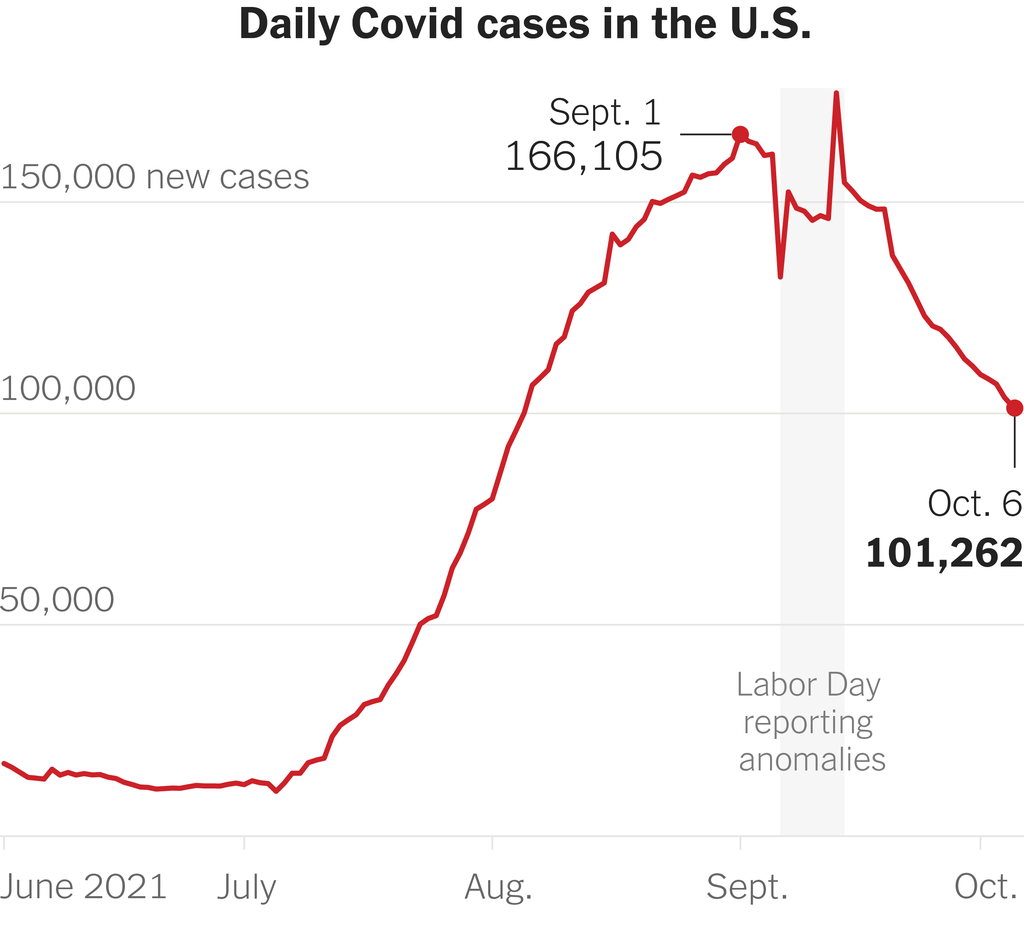 Daily Covid cases in the U.S.
Sept. 1
166,105
150,000 new cases
100,000
Oct. 6
101,262
50,000
Labor Day
reporting
anomalies
June 2021 July Aug. Sept. Oct.